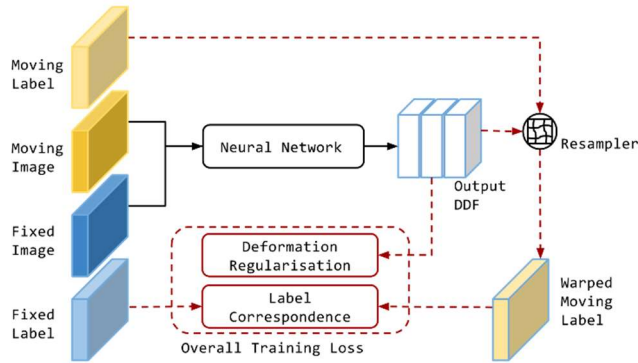 Moving
Label
Moving
Image
Neural Network
Output
DDF
Resampler
Fixed
Image
Deformation
Regularisation
Fixed
Label
Label
Correspondence
Warped
Moving
Label
Overall Training Loss